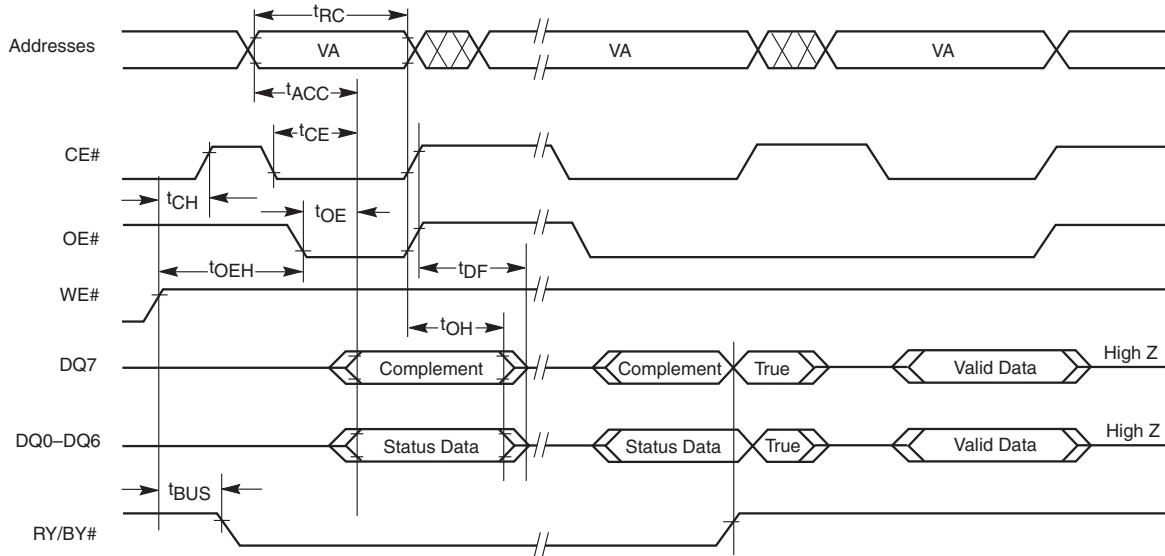 tRC
Addresses VA VA VA
tACC
tCE
CE#
tCH
tOE
OE#
tOEH
tDF
WE#
tOH
DQ7 Complement Complement True Valid Data High Z
DQ0–DQ6 Status Data Status Data True Valid Data High Z
tBUS
RY/BY#